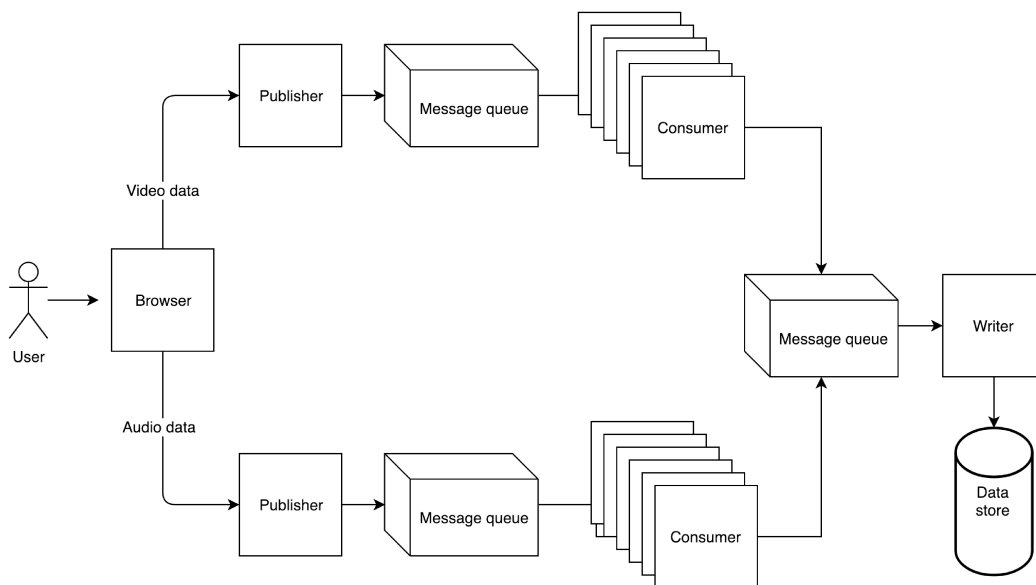 Publisher
Message queue
Consumer
Video data
User
Browser
Message queue
Writer
Audio data
Publisher
Message queue
Consumer
Data
store